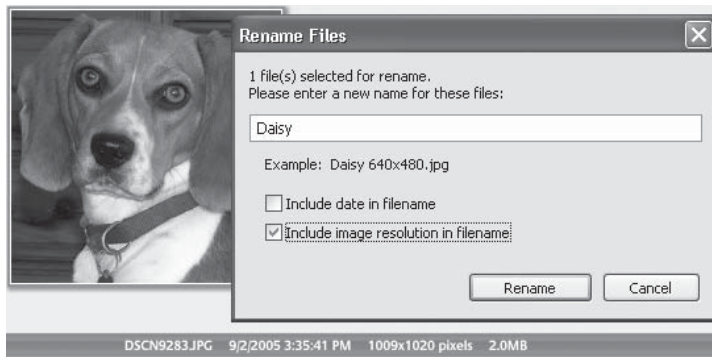 Rename Files
1 file(s) selected for rename.
Please enter a new name for these files:
Daisy
Example: Daisy 640x480.jpg
Include date in filename
Include image resolution in filename
Rename Cancel
DSCN9283.JPG 9/2/2005 3:35:41 PM 1009x1020 pixels 2.0MB